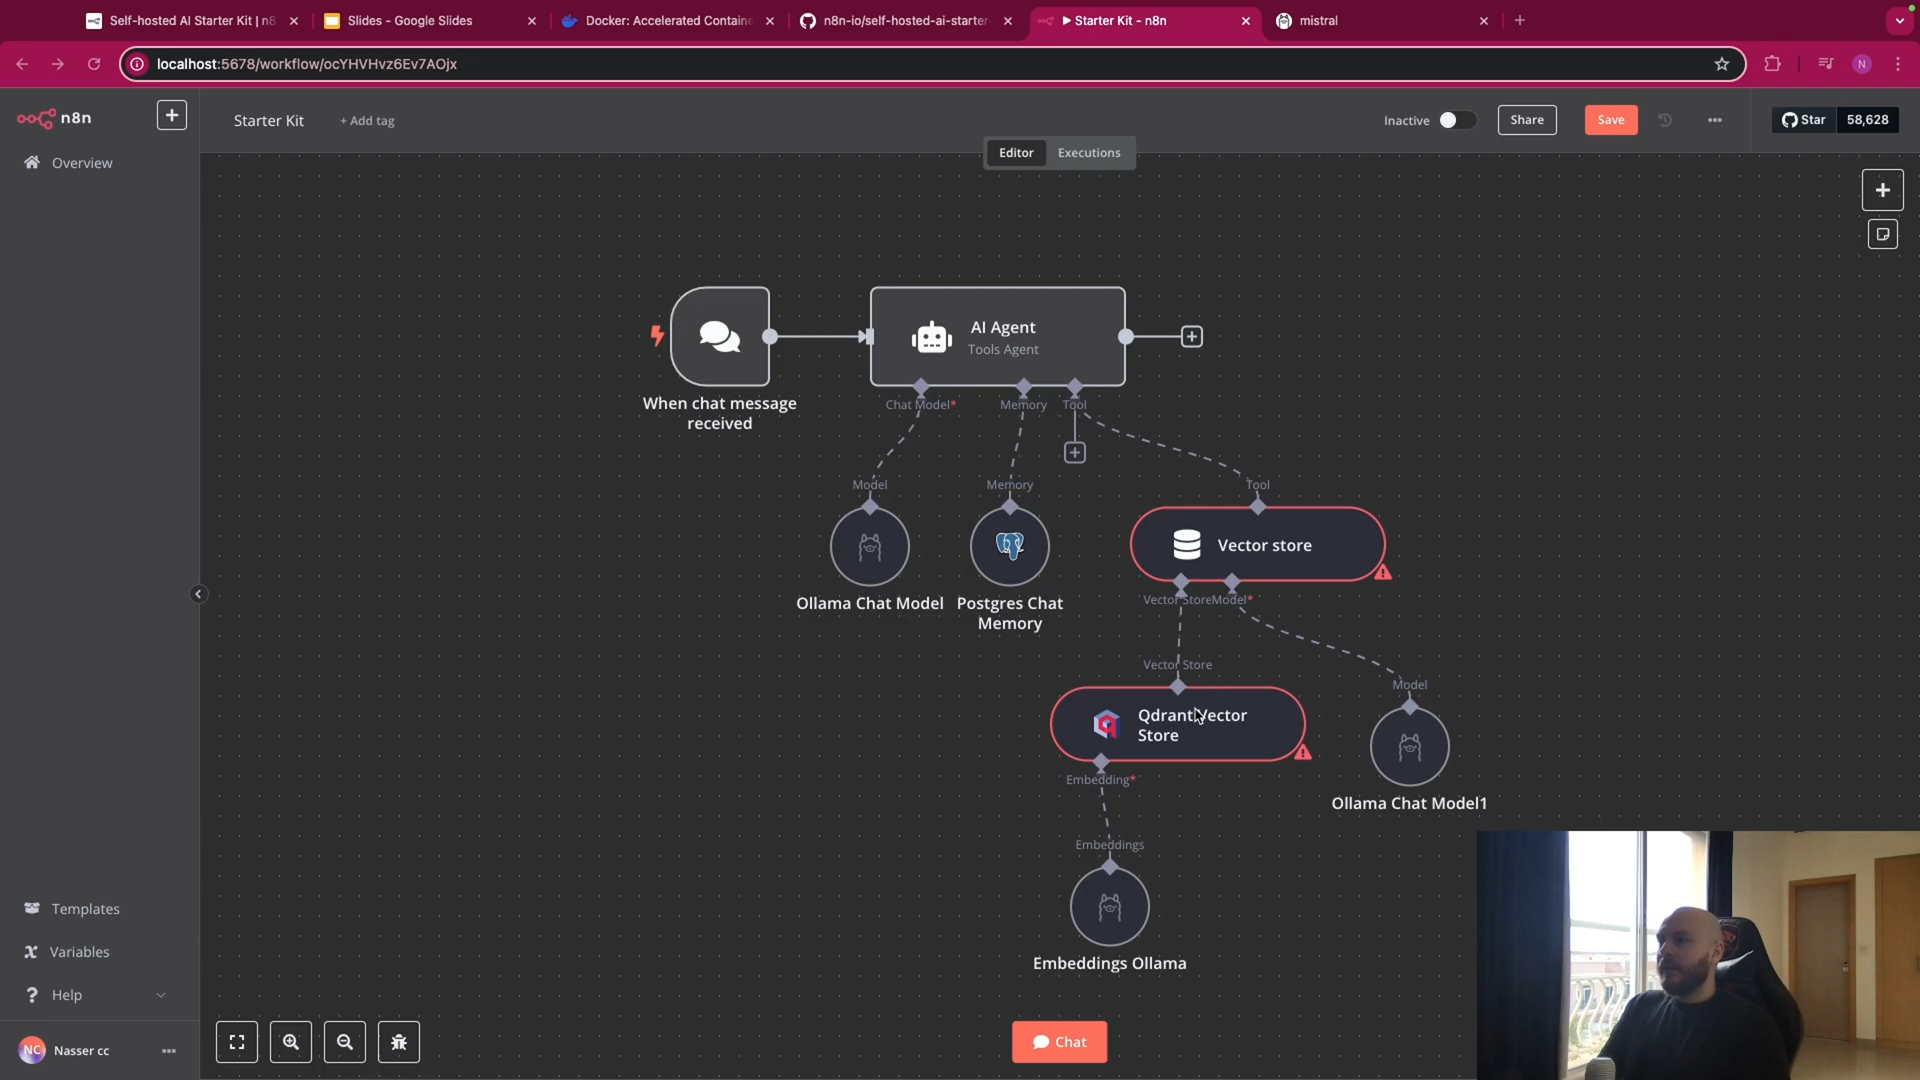 Self-hosted AI Starter Kit | n8
Slides - Google Slides
Docker: Accelerated Containe
n8n-io/self-hosted-ai-starter-
▶ Starter Kit - n8n
mistral
localhost:5678/workflow/ocYHVHvz6Ev7AOjx
N
n8n
Overview
Starter Kit
+ Add tag
Inactive
Share
Save
Star
58,628
Editor
Executions
AI Agent
Tools Agent
When chat message
received
Chat Model*
Memory
Tool
Model
Memory
Tool
Vector store
Ollama Chat Model
Postgres Chat
Memory
Vector Store
Model*
Vector Store
Model
Qdrant Vector
Store
Embedding*
Ollama Chat Model1
Embeddings
Embeddings Ollama
Templates
Variables
Help
NC
Nasser cc
Chat